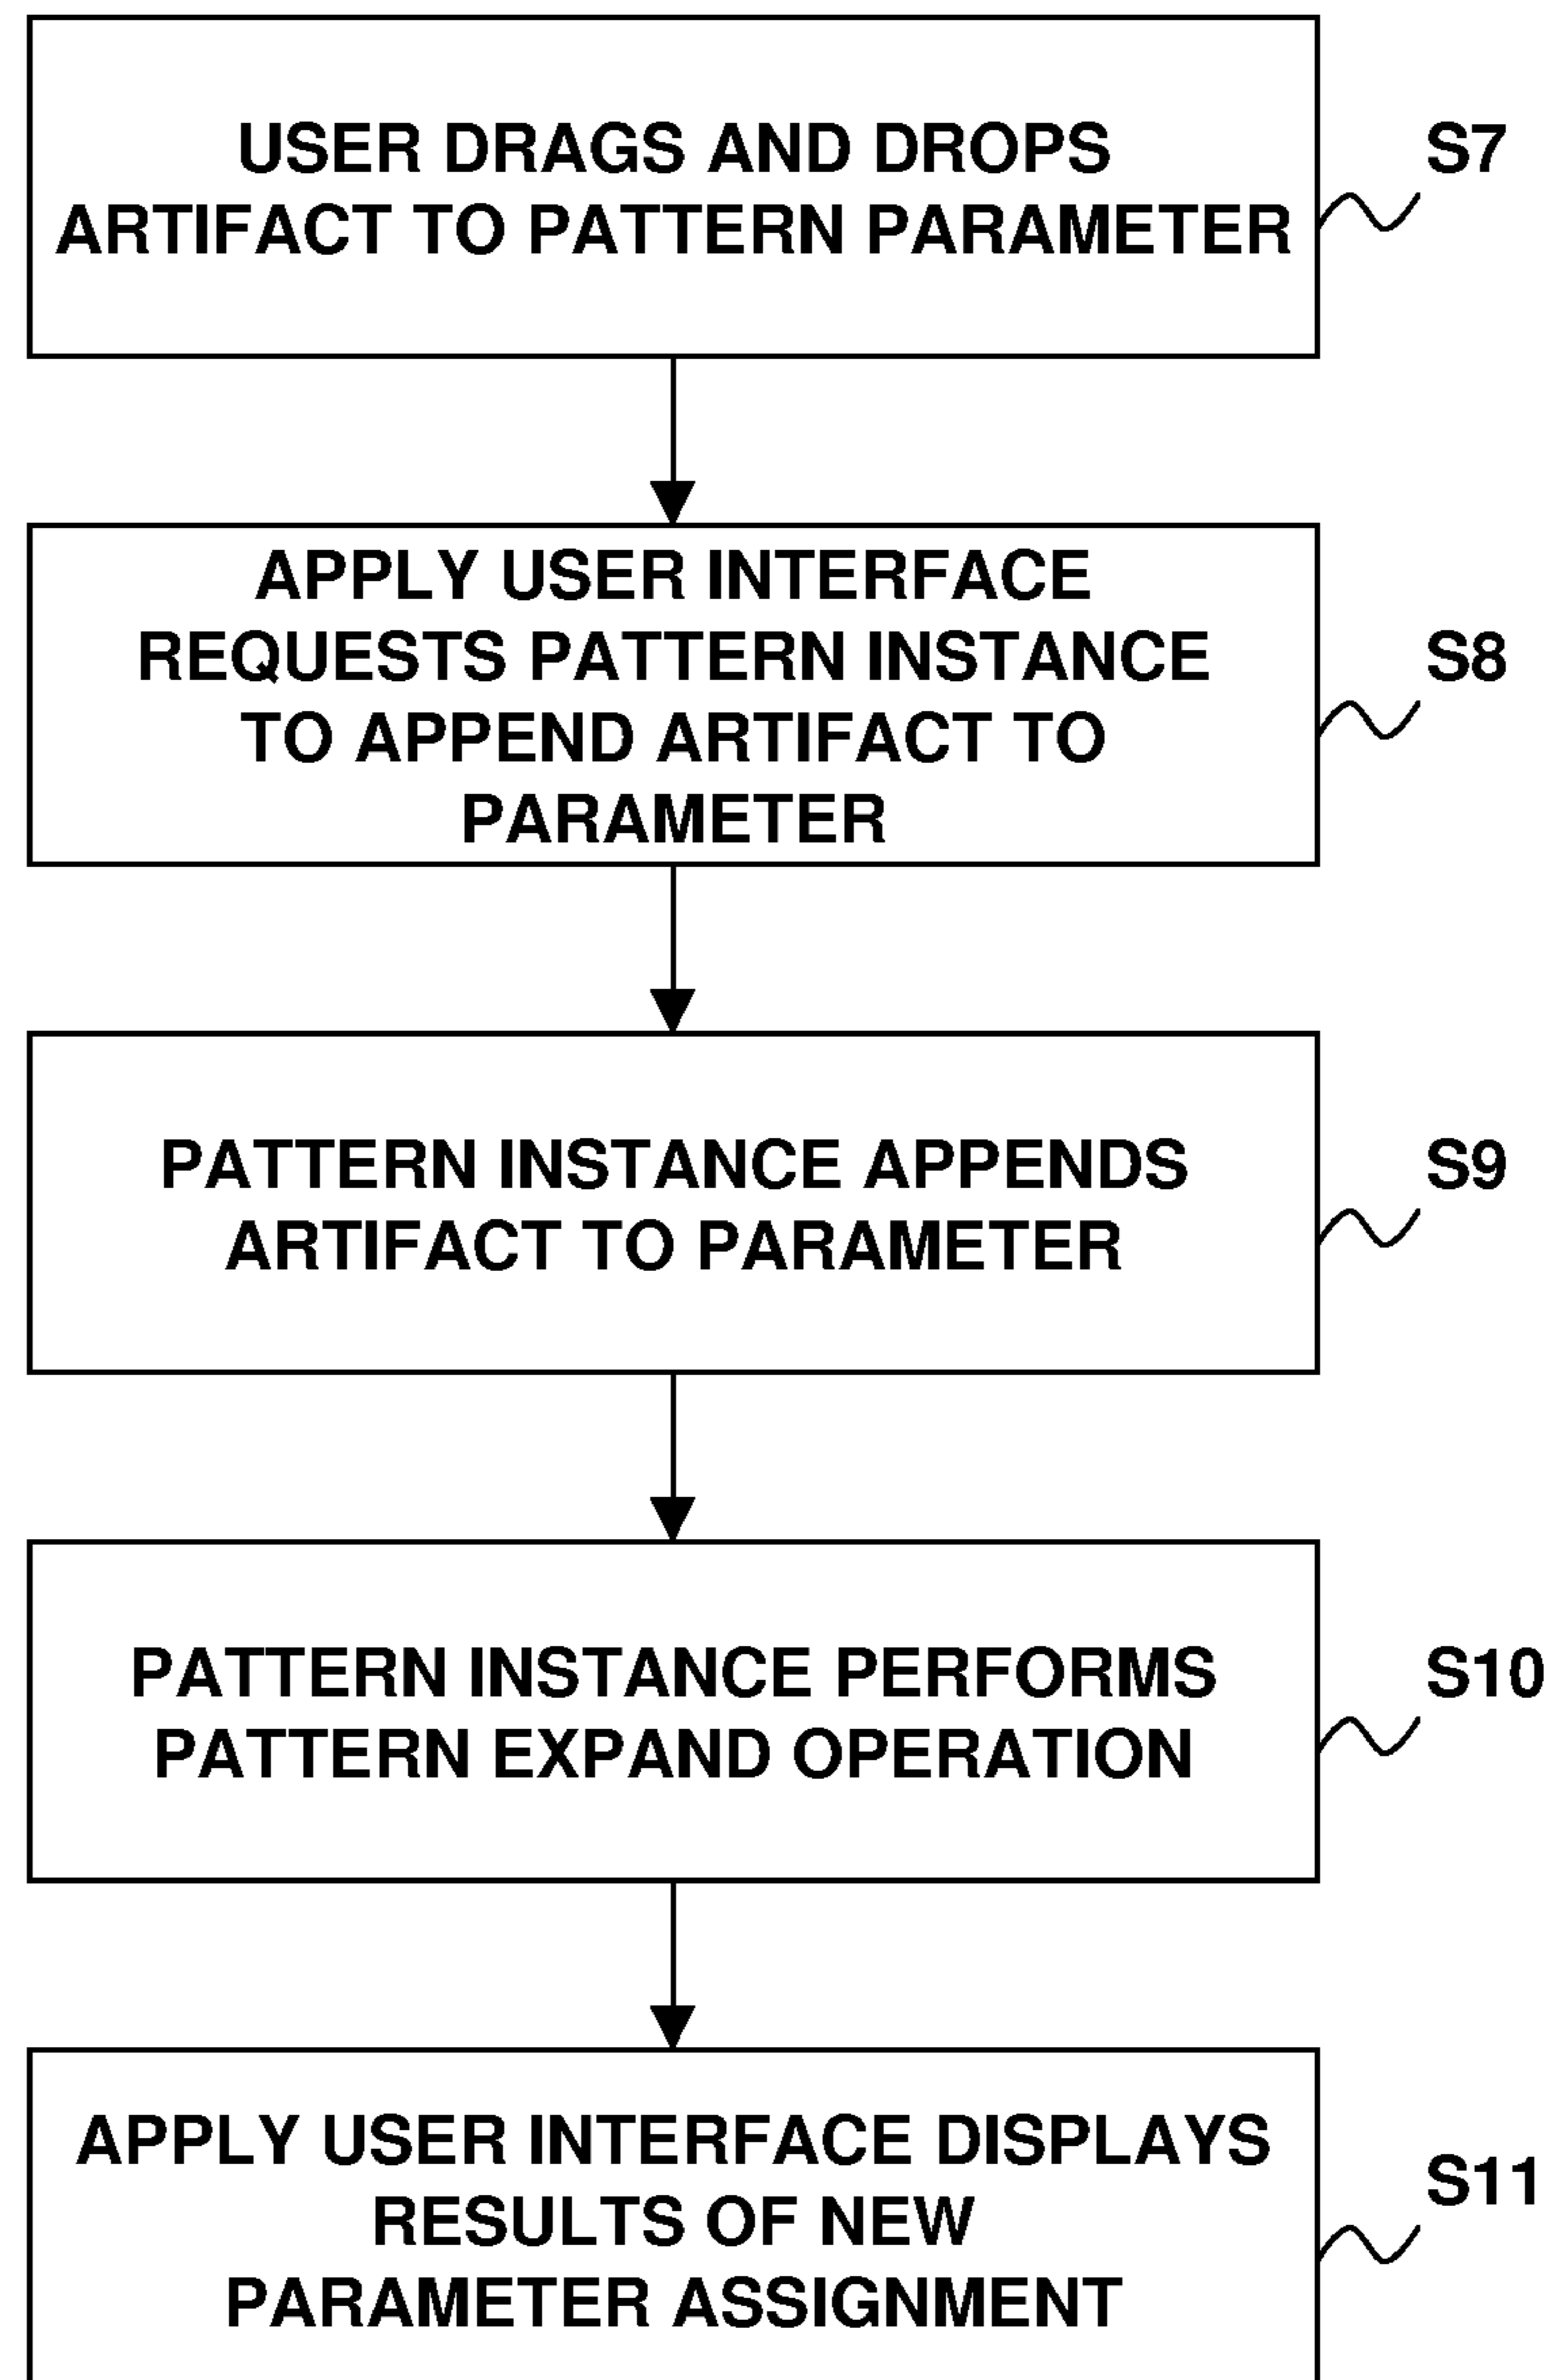 USER DRAGS AND DROPS
ARTIFACT TO PATTERN PARAMETER
S7
APPLY USER INTERFACE
REQUESTS PATTERN INSTANCE
TO APPEND ARTIFACT TO
PARAMETER
S8
PATTERN INSTANCE APPENDS
ARTIFACT TO PARAMETER
S9
PATTERN INSTANCE PERFORMS
PATTERN EXPAND OPERATION
S10
APPLY USER INTERFACE DISPLAYS
RESULTS OF NEW
PARAMETER ASSIGNMENT
S11